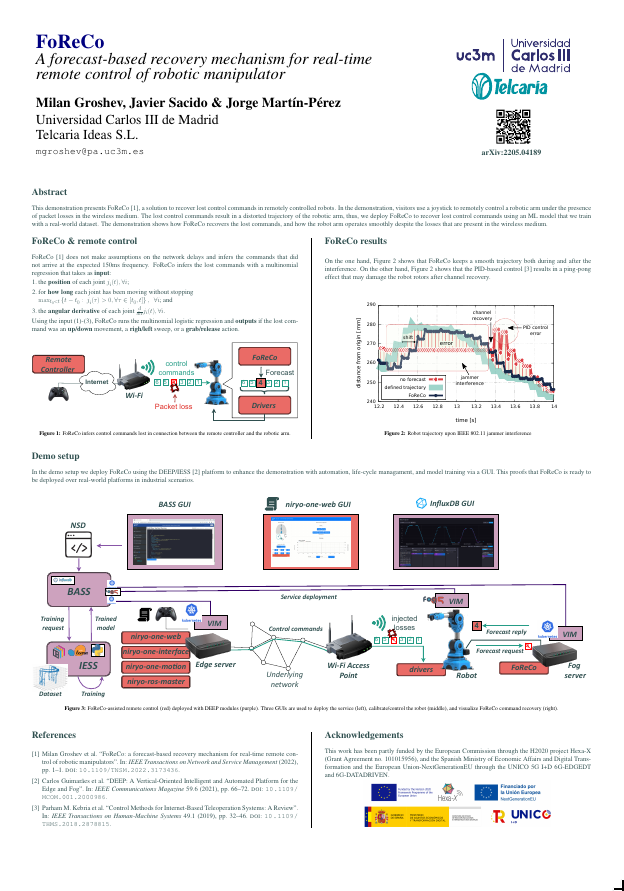 FoReCo
A forecast-based recovery mechanism for real-time
remote control of robotic manipulator
Milan Groshev, Javier Sacido & Jorge Martín-Pérez
Universidad Carlos III de Madrid
Telcaria Ideas S.L.
mgroshev@pa.uc3m.es
uc3m
Universidad
Carlos III
de Madrid
Telcaria
arXiv:2205.04189
Abstract
This demonstration presents FoReCo [1], a solution to recover lost control commands in remotely controlled robots. In the demonstration, visitors use a joystick to remotely control a robotic arm under the presence
of packet losses in the wireless medium. The lost control commands result in a distorted trajectory of the robotic arm, thus, we deploy FoReCo to recover lost control commands using an ML model that we train
with a real-world dataset. The demonstration shows how FoReCo recovers the lost commands, and how the robot arm operates smoothly despite the losses that are present in the wireless medium.
FoReCo & remote control
FoReCo [1] does not make assumptions on the network delays and infers the commands that did
not arrive at the expected 150ms frequency. FoReCo infers the lost commands with a multinomial
regression that takes as input:
1. the position of each joint
2. for how long each joint has been moving without stopping
3. the angular derivative of each joint
Using the input (1)-(3), FoReCo runs the multinomial logistic regression and outputs if the lost com-
mand was an up/down movement, a righ/left sweep, or a grab/release action.
Remote
Controller
Internet
Wi-Fi
control
commands
Packet loss
FoReCo
Forecast
Drivers
Figure 1: FoReCo infers control commands lost in connection between the remote controller and the robotic arm.
FoReCo results
On the one hand, Figure 2 shows that FoReCo keeps a smooth trajectory both during and after the
interference. On the other hand, Figure 2 shows that the PID-based control [3] results in a ping-pong
effect that may damage the robot rotors after channel recovery.
channel
recovery
PID control
error
shift
error
jammer
interference
no forecast
defined trajectory
FoReCo
distance from origin [mm]
290
280
270
260
250
240
12.2 12.4 12.6 12.8 13 13.2 13.4 13.6 13.8 14
time [s]
Figure 2: Robot trajectory upon IEEE 802.11 jammer interference
Demo setup
In the demo setup we deploy FoReCo using the DEEP/IESS [2] platform to enhance the demonstration with automation, life-cycle managament, and model training via a GUI. This proofs that FoReCo is ready to
be deployed over real-world platforms in industrial scenarios.
BASS GUI
niryo-one-web GUI
InfluxDB GUI
NSD
BASS
Service deployment
Training
request
Trained
model
IESS
Dataset
Training
niryo-one-web
niryo-one-interface
niryo-one-motion
niryo-ros-master
kubernetes
VIM
Edge server
Control commands
Underlying
network
Wi-Fi Access
Point
injected
losses
drivers
VIM
Robot
Forecast reply
Forecast request
FoReCo
kubernetes
VIM
Fog
server
Figure 3: FoReCo-assisted remote control (red) deployed with DEEP modules (purple). Three GUIs are used to deploy the service (left), calibrate/control the robot (middle), and visualize FoReCo command recovery (right).
References
[1] Milan Groshev et al. “FoReCo: a forecast-based recovery mechanism for real-time remote con-
trol of robotic manipulators”. In: IEEE Transactions on Network and Service Management (2022),
pp. 1–1. DOI: 10.1109/TNSM.2022.3173436.
[2] Carlos Guimarães et al. “DEEP: A Vertical-Oriented Intelligent and Automated Platform for the
Edge and Fog”. In: IEEE Communications Magazine 59.6 (2021), pp. 66–72. DOI: 10.1109/
MCOM.001.2000986.
[3] Parham M. Kebria et al. “Control Methods for Internet-Based Teleoperation Systems: A Review”.
In: IEEE Transactions on Human-Machine Systems 49.1 (2019), pp. 32–46. DOI: 10.1109/
THMS.2018.2878815.
Acknowledgements
This work has been partly funded by the European Commission through the H2020 project Hexa-X
(Grant Agreement no. 101015956), and the Spanish Ministry of Economic Affairs and Digital Trans-
formation and the European Union-NextGenerationEU through the UNICO 5G I+D 6G-EDGEDT
and 6G-DATADRIVEN.
Hexa-X
Financiado por
la Unión Europea
NextGenerationEU
UNICO